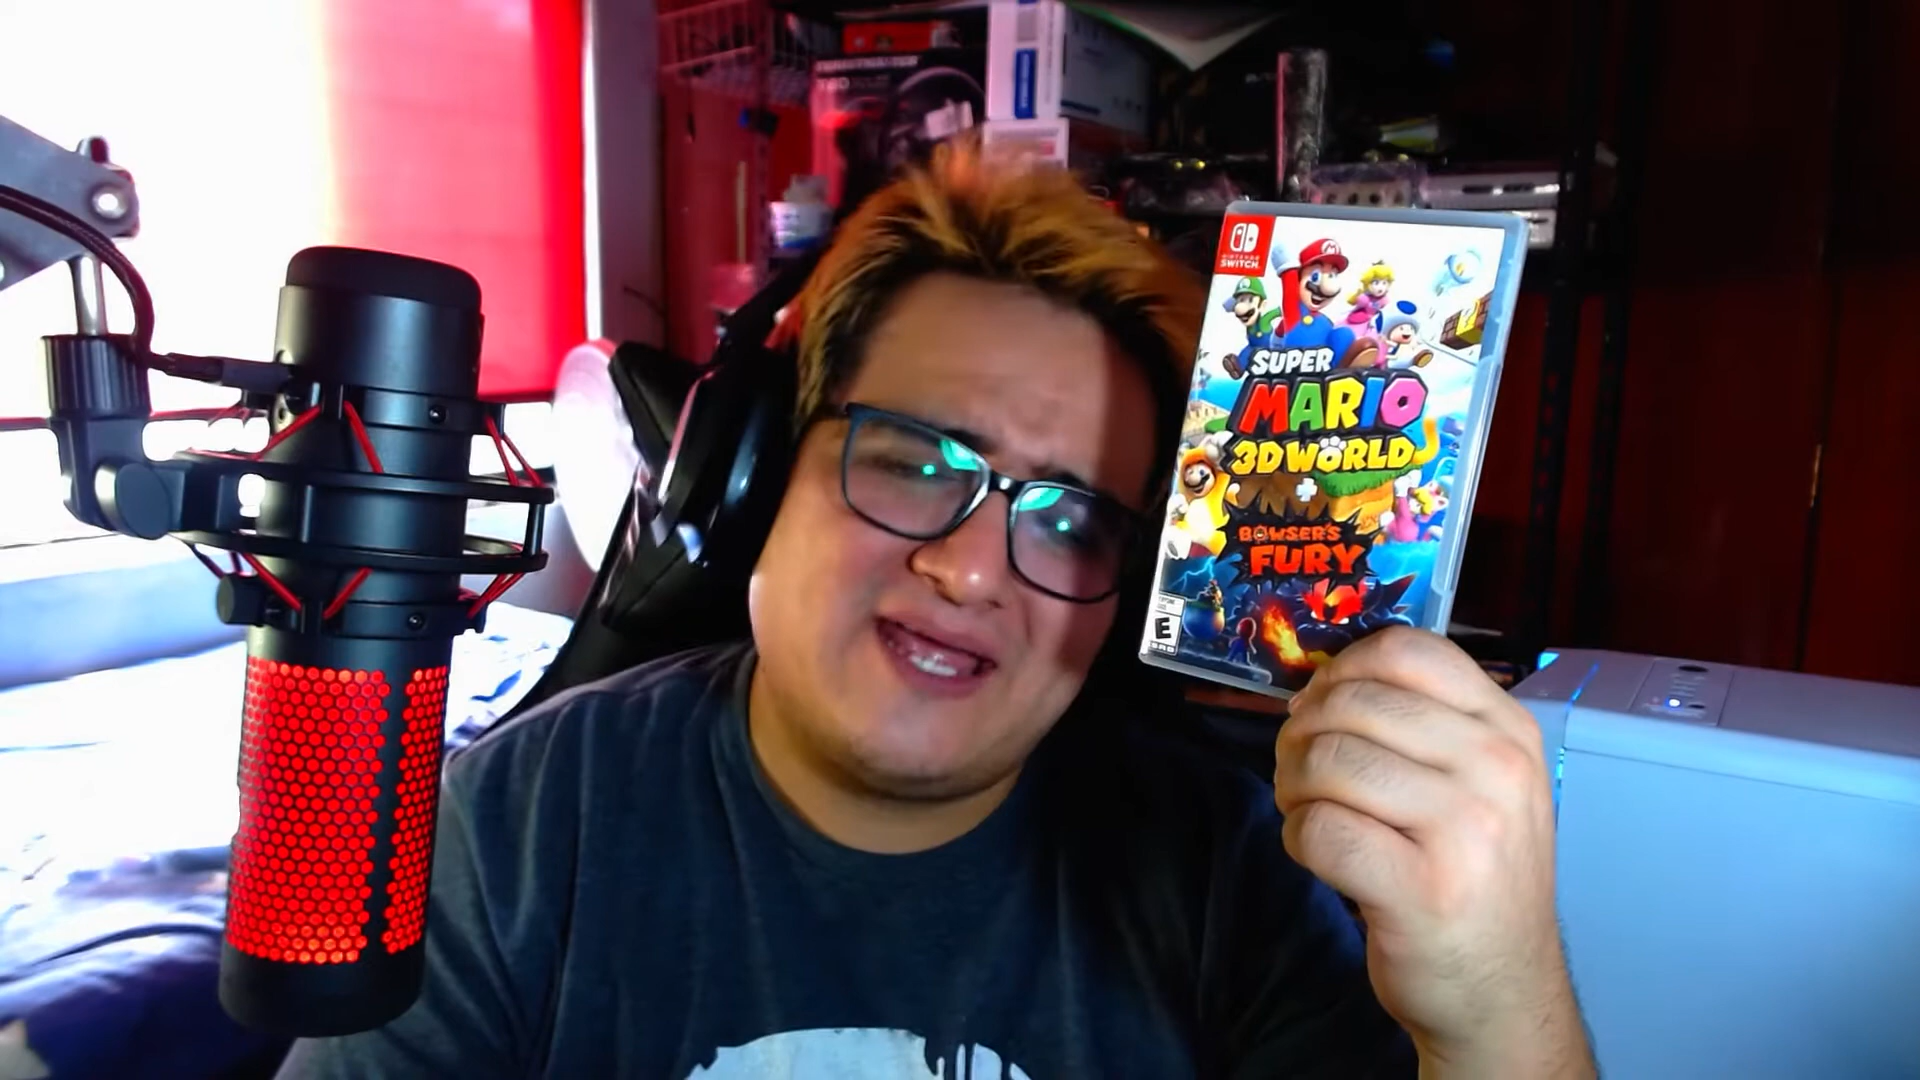 NINTENDO
SWITCH
SUPER
MARIO
3D WORLD
+
BOWSER'S
FURY
E